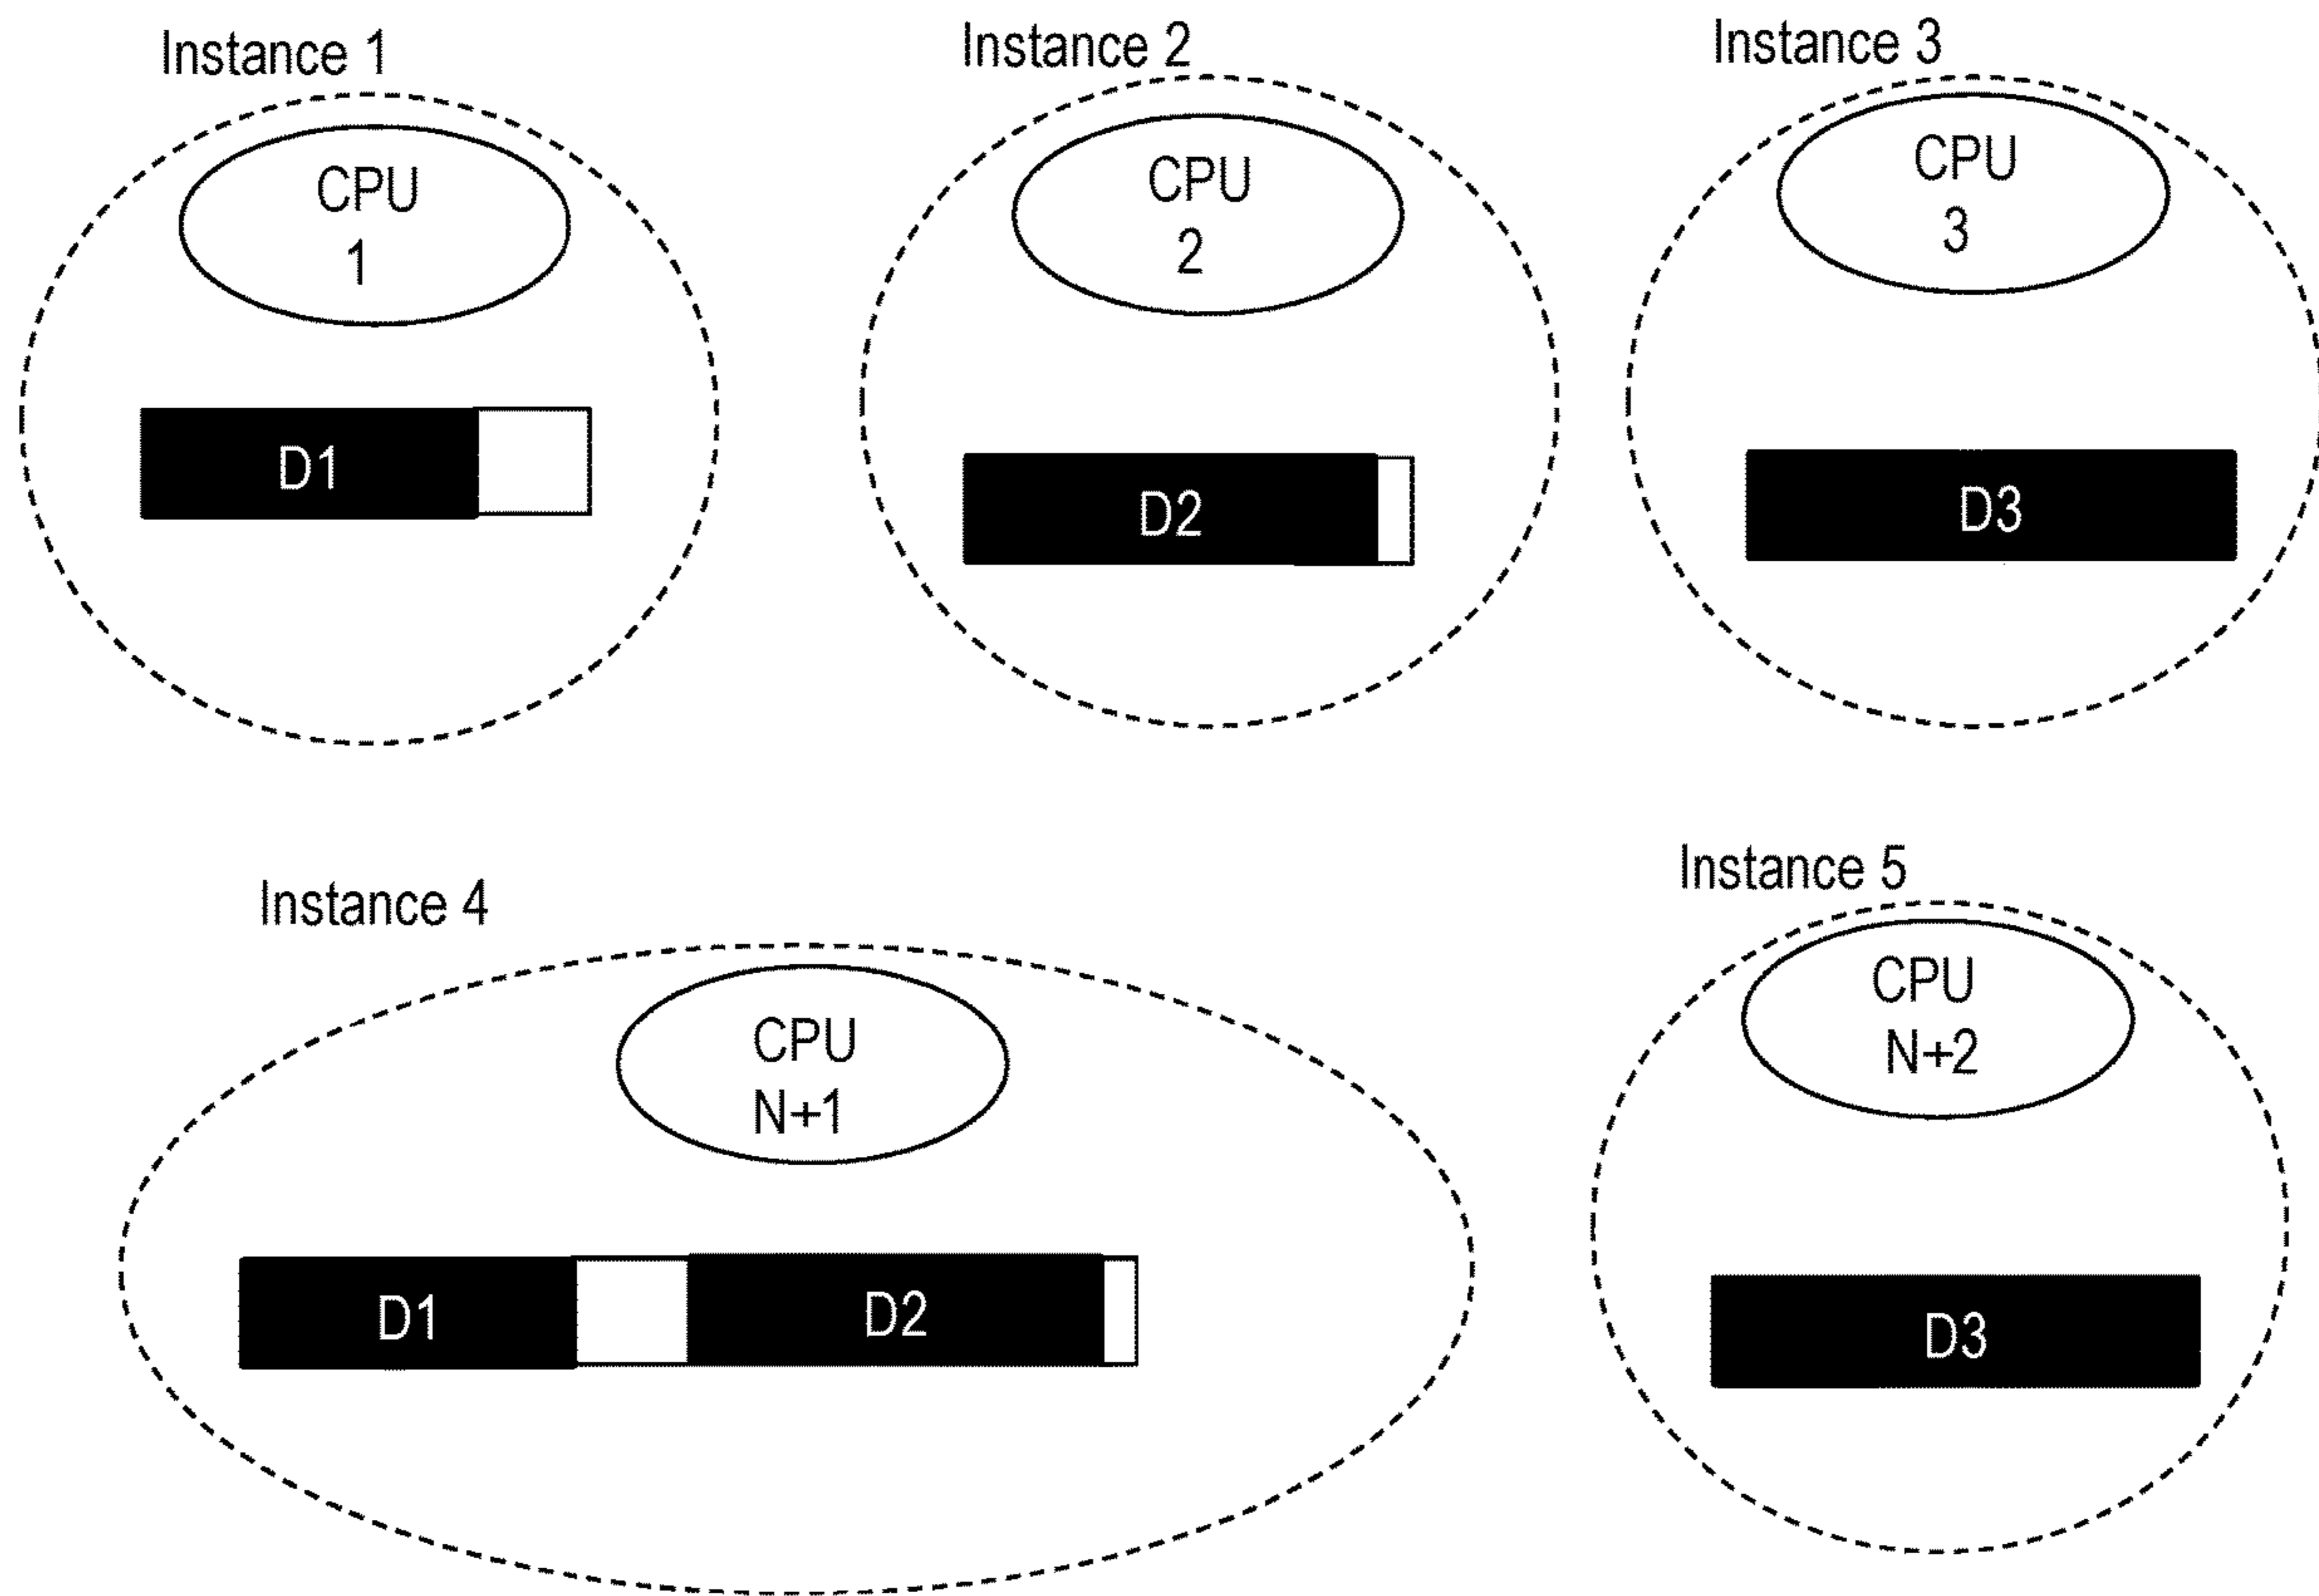 Instance 1
CPU
1
D1
Instance 2
CPU
2
D2
Instance 3
CPU
3
D3
Instance 4
CPU
N+1
D1
D2
Instance 5
CPU
N+2
D3